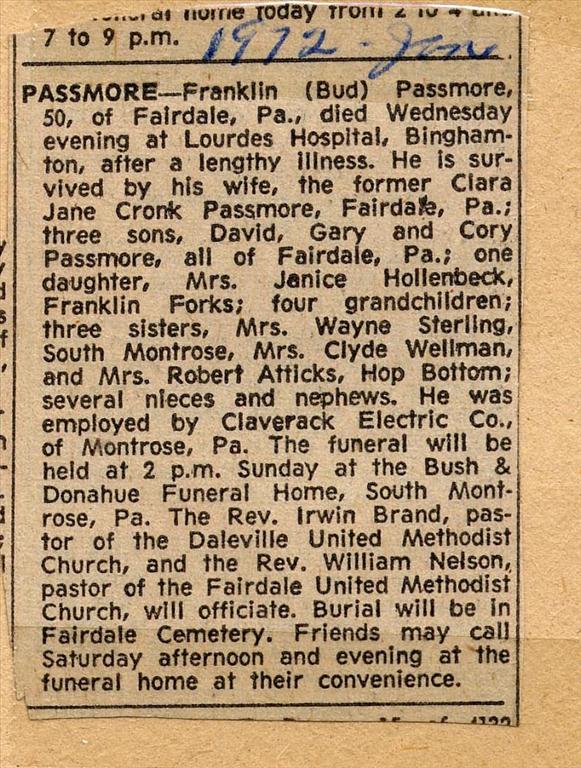 funeral home today from 2 to 4 and
7 to 9 p.m.
1972 - Jan
PASSMORE—Franklin (Bud) Passmore,
50, of Fairdale, Pa., died Wednesday
evening at Lourdes Hospital, Bingham-
ton, after a lengthy illness. He is sur-
vived by his wife, the former Clara
Jane Cronk Passmore, Fairdale, Pa.;
three sons, David, Gary and Cory
Passmore, all of Fairdale, Pa.; one
daughter, Mrs. Janice Hollenbeck,
Franklin Forks; four grandchildren;
three sisters, Mrs. Wayne Sterling,
South Montrose, Mrs. Clyde Wellman,
and Mrs. Robert Atticks, Hop Bottom;
several nieces and nephews. He was
employed by Claverack Electric Co.,
of Montrose, Pa. The funeral will be
held at 2 p.m. Sunday at the Bush &
Donahue Funeral Home, South Mont-
rose, Pa. The Rev. Irwin Brand, pas-
tor of the Daleville United Methodist
Church, and the Rev. William Nelson,
pastor of the Fairdale United Methodist
Church, will officiate. Burial will be in
Fairdale Cemetery. Friends may call
Saturday afternoon and evening at the
funeral home at their convenience.